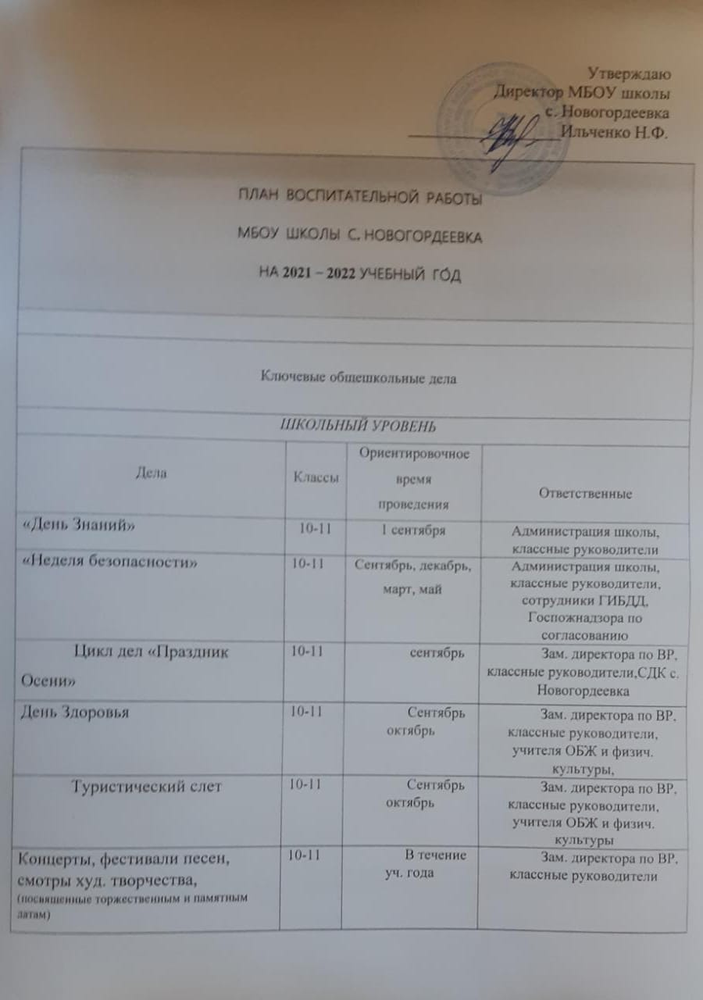 Утверждаю
Директор МБОУ школы
с. Новогордеевка
Ильченко Н.Ф.
ПЛАН ВОСПИТАТЕЛЬНОЙ РАБОТЫ
МБОУ ШКОЛЫ С. НОВОГОРДЕЕВКА
НА 2021 – 2022 УЧЕБНЫЙ ГОД
Ключевые общешкольные дела
ШКОЛЬНЫЙ УРОВЕНЬ
Дела
Классы
Ориентировочное
время
проведения
Ответственные
«День Знаний»
10-11
1 сентября
Администрация школы,
классные руководители
«Неделя безопасности»
10-11
Сентябрь, декабрь,
март, май
Администрация школы,
классные руководители,
сотрудники ГИБДД,
Госпожнадзора по
согласованию
Цикл дел «Праздник
Осени»
10-11
сентябрь
Зам. директора по ВР,
классные руководители,СДК с.
Новогордеевка
День Здоровья
10-11
Сентябрь
октябрь
Зам. директора по ВР,
классные руководители,
учителя ОБЖ и физич.
культуры,
Туристический слет
10-11
Сентябрь
октябрь
Зам. директора по ВР,
классные руководители,
учителя ОБЖ и физич.
культуры
Концерты, фестивали песен,
смотры худ. творчества,
(посвященные торжественным и памятным
датам)
10-11
В течение
уч. года
Зам. директора по ВР,
классные руководители